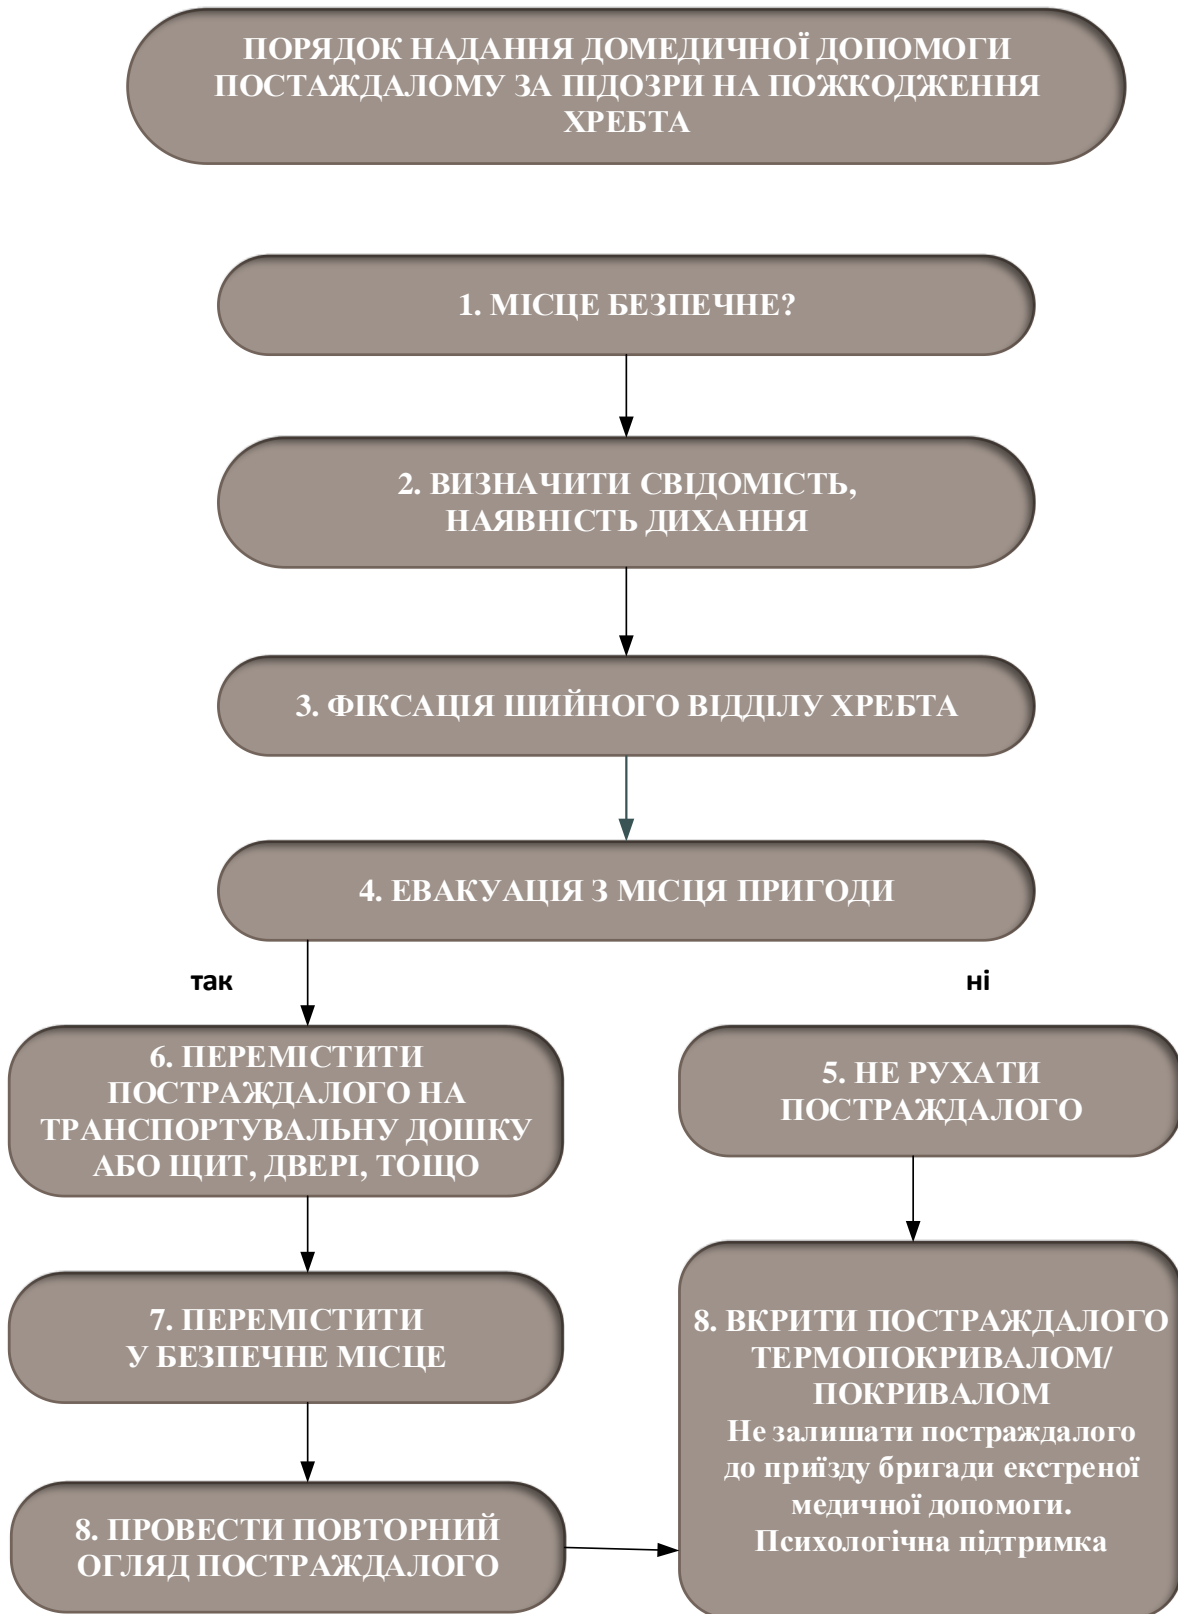 ПОРЯДОК НАДАННЯ ДОМЕДИЧНОЇ ДОПОМОГИ
ПОСТАЖДАЛОМУ ЗА ПІДОЗРИ НА ПОЖКОДЖЕННЯ
ХРЕБТА
1. МІСЦЕ БЕЗПЕЧНЕ?
2. ВИЗНАЧИТИ СВІДОМІСТЬ,
НАЯВНІСТЬ ДИХАННЯ
3. ФІКСАЦІЯ ШИЙНОГО ВІДДІЛУ ХРЕБТА
4. ЕВАКУАЦІЯ З МІСЦЯ ПРИГОДИ
так
ні
6. ПЕРЕМІСТИТИ
ПОСТРАЖДАЛОГО НА
ТРАНСПОРТУВАЛЬНУ ДОШКУ
АБО ЩИТ, ДВЕРІ, ТОЩО
5. НЕ РУХАТИ
ПОСТРАЖДАЛОГО
7. ПЕРЕМІСТИТИ
У БЕЗПЕЧНЕ МІСЦЕ
8. ПРОВЕСТИ ПОВТОРНИЙ
ОГЛЯД ПОСТРАЖДАЛОГО
8. ВКРИТИ ПОСТРАЖДАЛОГО
ТЕРМОПОКРИВАЛОМ/
ПОКРИВАЛОМ
Не залишати постраждалого
до приїзду бригади екстреної
медичної допомоги.
Психологічна підтримка